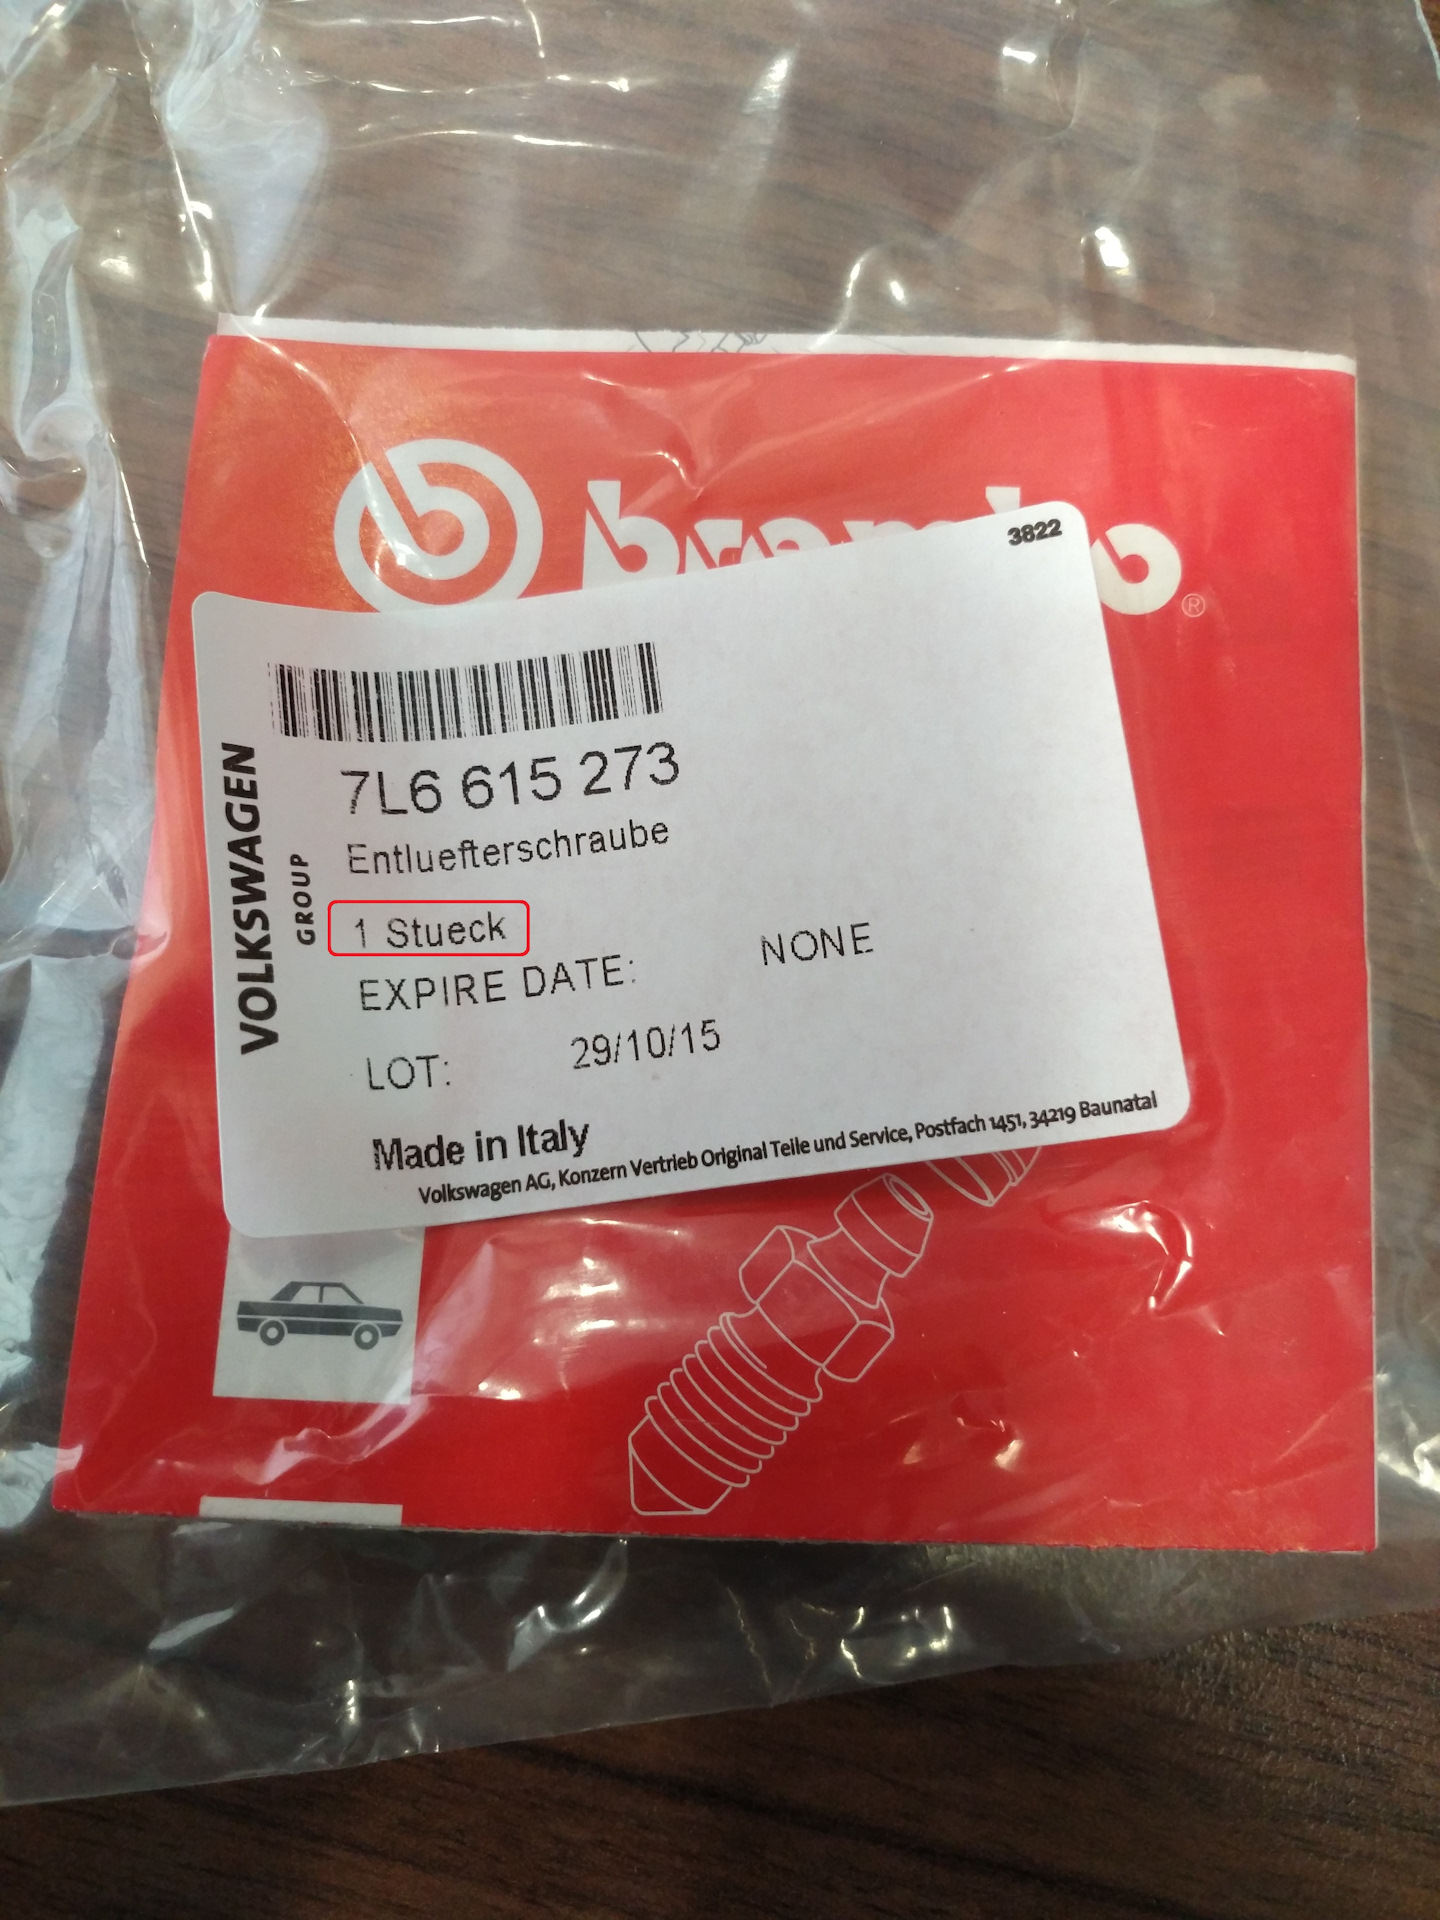 brembo
®
3822
7L6 615 273
Entluefterschraube
1 Stueck
EXPIRE DATE: NONE
LOT: 29/10/15
Made in Italy
Volkswagen AG, Konzern Vertrieb Original Teile und Service, Postfach 1451, 34219 Baunatal
VOLKSWAGEN
GROUP